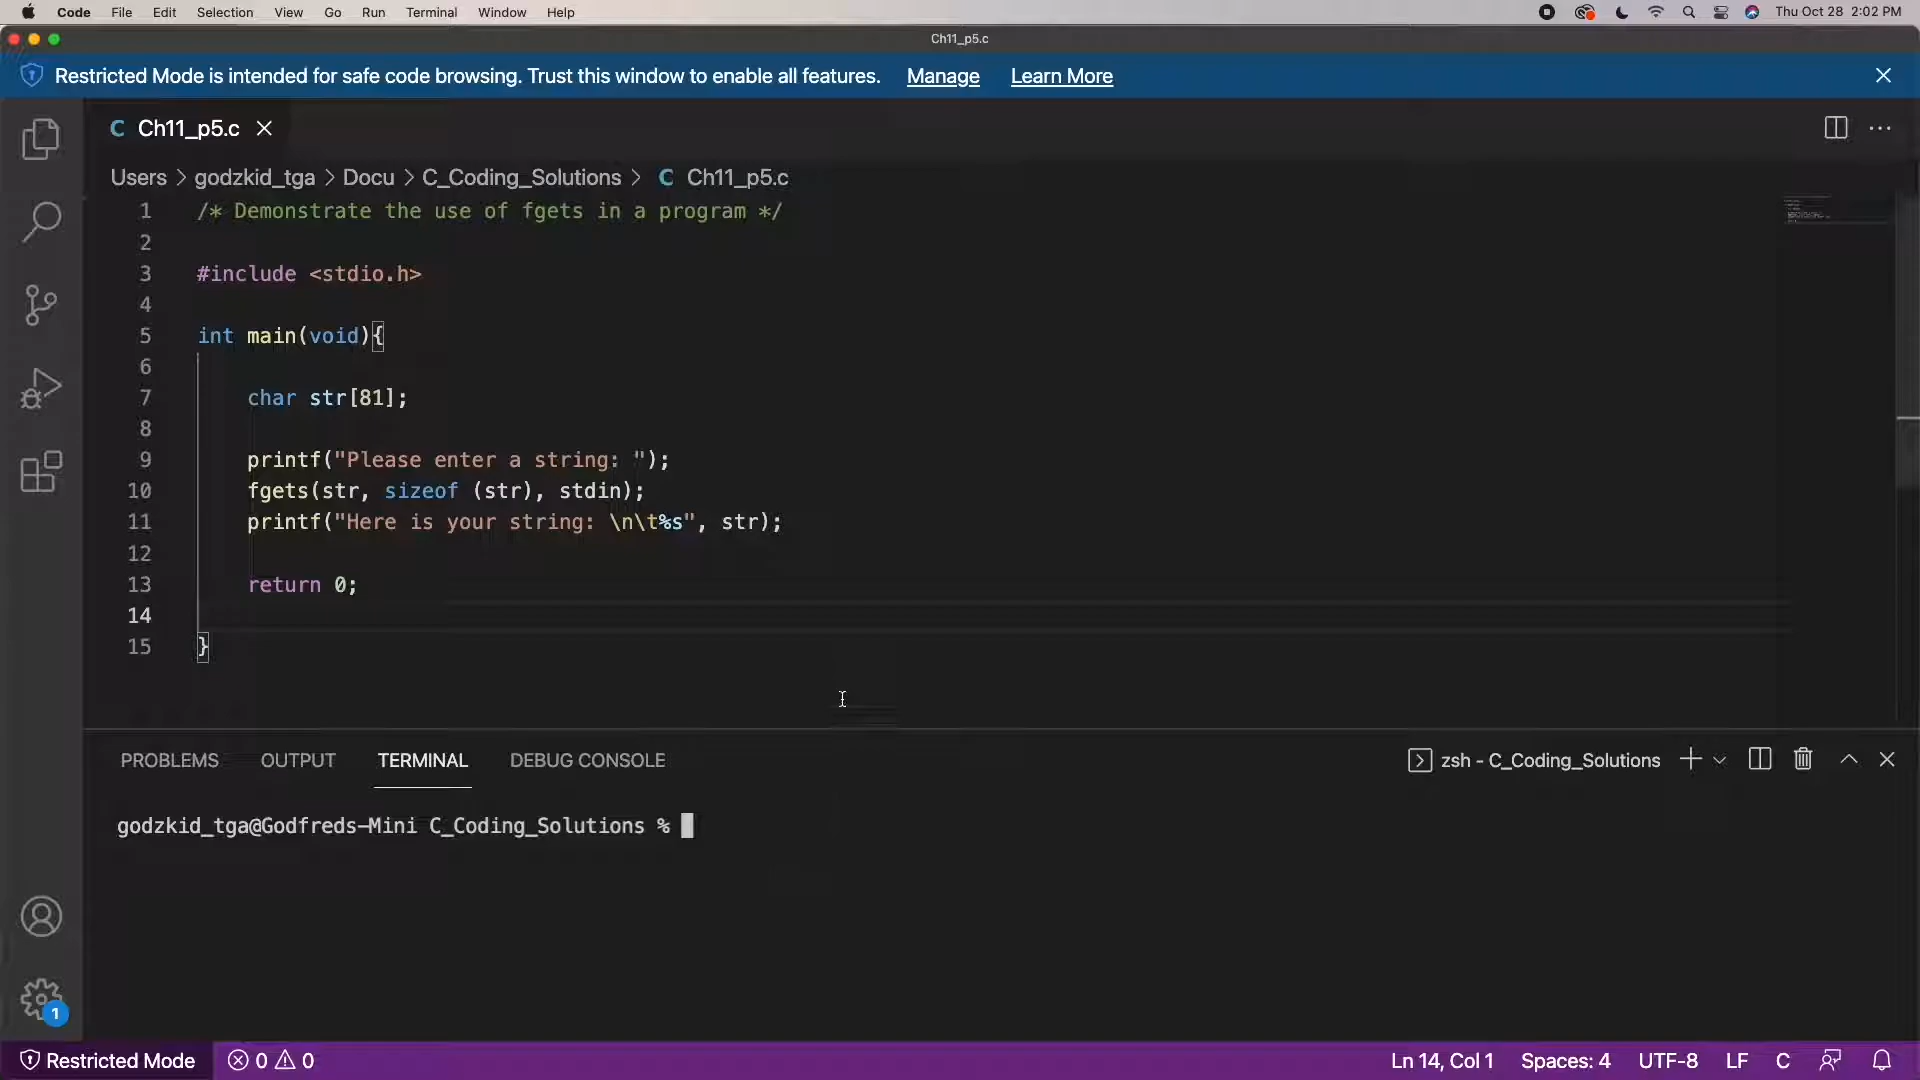 Code File Edit Selection View Go Run Terminal Window Help Thu Oct 28 2:02 PM
Ch11_p5.c
Restricted Mode is intended for safe code browsing. Trust this window to enable all features. Manage Learn More
C Ch11_p5.c
Users > godzkid_tga > Docu > C_Coding_Solutions > C Ch11_p5.c
1 /* Demonstrate the use of fgets in a program */
2
3 #include <stdio.h>
4
5 int main(void){
6
7 char str[81];
8
9 printf("Please enter a string: ");
10 fgets(str, sizeof (str), stdin);
11 printf("Here is your string: \n\t%s", str);
12
13 return 0;
14
15 }
PROBLEMS OUTPUT TERMINAL DEBUG CONSOLE zsh - C_Coding_Solutions
godzkid_tga@Godfreds-Mini C_Coding_Solutions %
1
Restricted Mode 0 0 Ln 14, Col 1 Spaces: 4 UTF-8 LF C